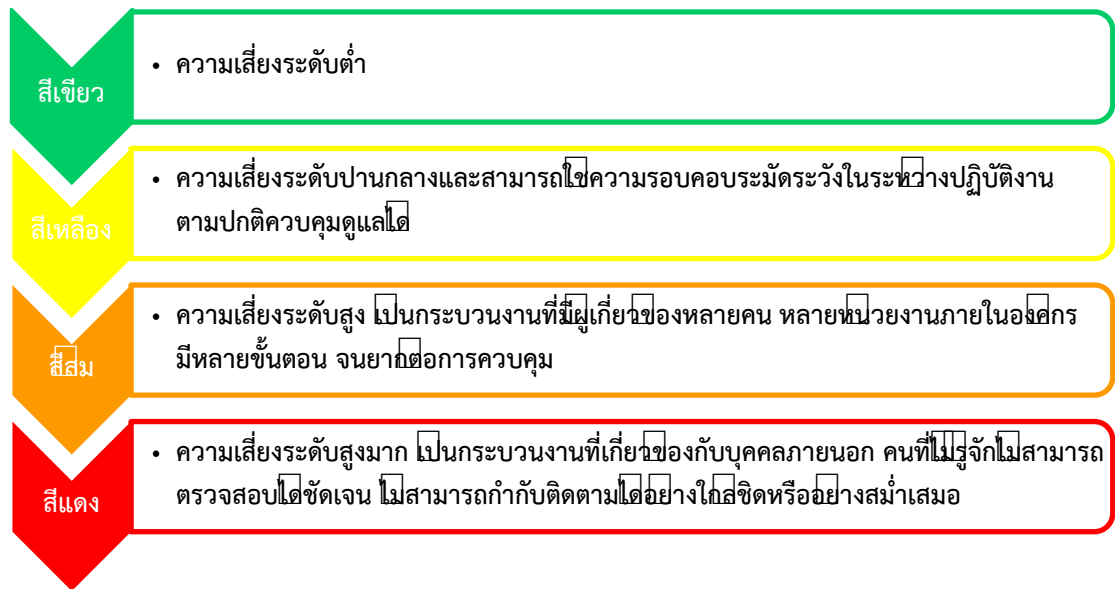 สีเขียว
• ความเสี่ยงระดับต่ำ
สีเหลือง
• ความเสี่ยงระดับปานกลางและสามารถใช้ความรอบคอบระมัดระวังในระหว่างปฏิบัติงาน
ตามปกติควบคุมดูแลได้
สีส้ม
• ความเสี่ยงระดับสูง เป็นกระบวนงานที่มีผู้เกี่ยวข้องหลายคน หลายหน่วยงานภายในองค์กร
มีหลายขั้นตอน จนยากต่อการควบคุม
สีแดง
• ความเสี่ยงระดับสูงมาก เป็นกระบวนงานที่เกี่ยวข้องกับบุคคลภายนอก คนที่ไม่รู้จักไม่สามารถ
ตรวจสอบได้ชัดเจน ไม่สามารถกำกับติดตามได้อย่างใกล้ชิดหรืออย่างสม่ำเสมอ